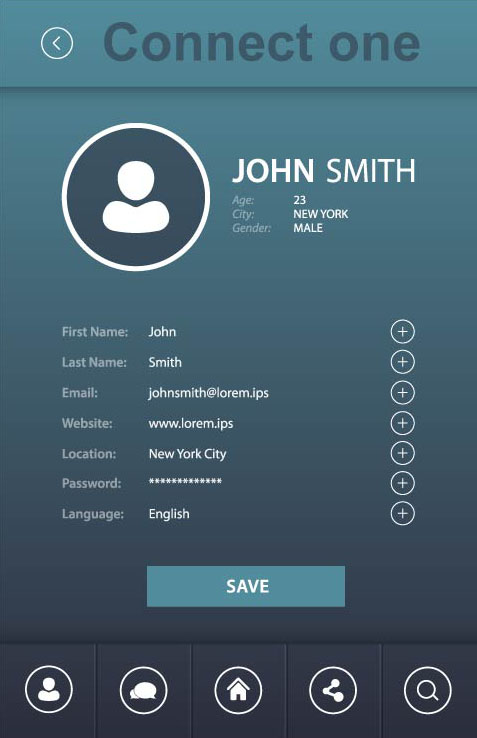 Connect one
JOHN SMITH
Age: 23
City: NEW YORK
Gender: MALE
First Name: John
Last Name: Smith
Email: johnsmith@lorem.ips
Website: www.lorem.ips
Location: New York City
Password: *************
Language: English
SAVE